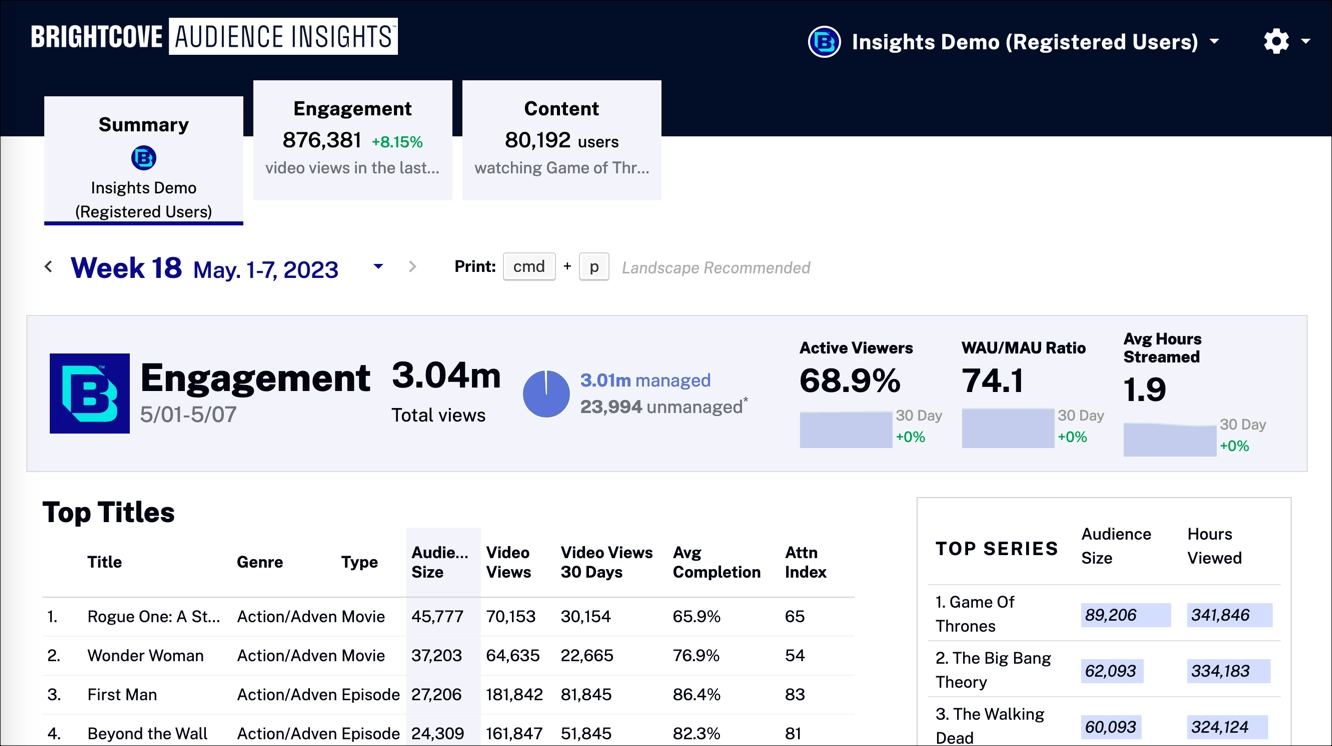 BRIGHTCOVE AUDIENCE INSIGHTS™
Insights Demo (Registered Users)
Summary
Insights Demo
(Registered Users)
Engagement
876,381 +8.15%
video views in the last...
Content
80,192 users
watching Game of Thr...
Week 18 May. 1-7, 2023
Print: cmd + p Landscape Recommended
Engagement
5/01-5/07
3.04m
Total views
3.01m managed
23,994 unmanaged*
Active Viewers
68.9%
30 Day
+0%
WAU/MAU Ratio
74.1
30 Day
+0%
Avg Hours
Streamed
1.9
30 Day
+0%
Top Titles
Title Genre Type Audie... Size Video Views Video Views 30 Days Avg Completion Attn Index
1. Rogue One: A St... Action/Adven Movie 45,777 70,153 30,154 65.9% 65
2. Wonder Woman Action/Adven Movie 37,203 64,635 22,665 76.9% 54
3. First Man Action/Adven Episode 27,206 181,842 81,845 86.4% 83
4. Beyond the Wall Action/Adven Episode 24,309 161,847 51,845 82.3% 81
TOP SERIES Audience Size Hours Viewed
1. Game Of Thrones 89,206 341,846
2. The Big Bang Theory 62,093 334,183
3. The Walking Dead 60,093 324,124